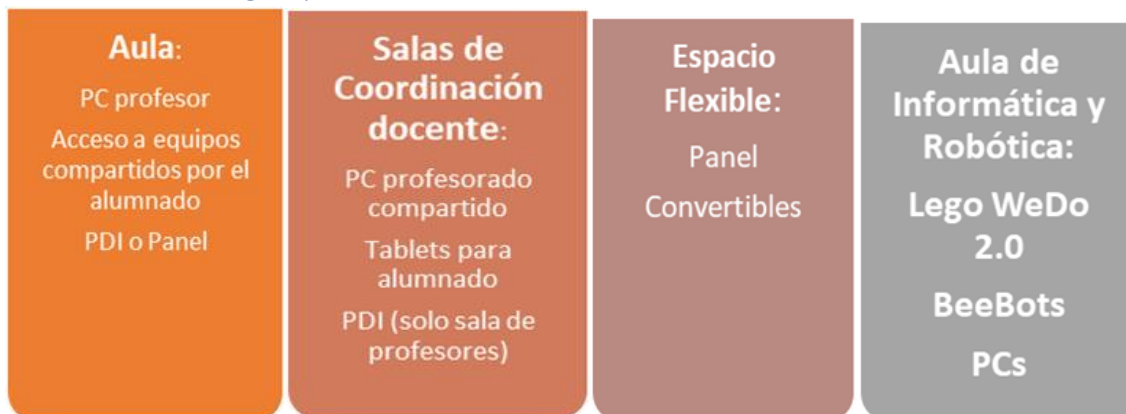 Aula:
PC profesor
Acceso a equipos
compartidos por el
alumnado
PDI o Panel
Salas de
Coordinación
docente:
PC profesorado
compartido
Tablets para
alumnado
PDI (solo sala de
profesores)
Espacio
Flexible:
Panel
Convertibles
Aula de
Informática y
Robótica:
Lego WeDo
2.0
BeeBots
PCs